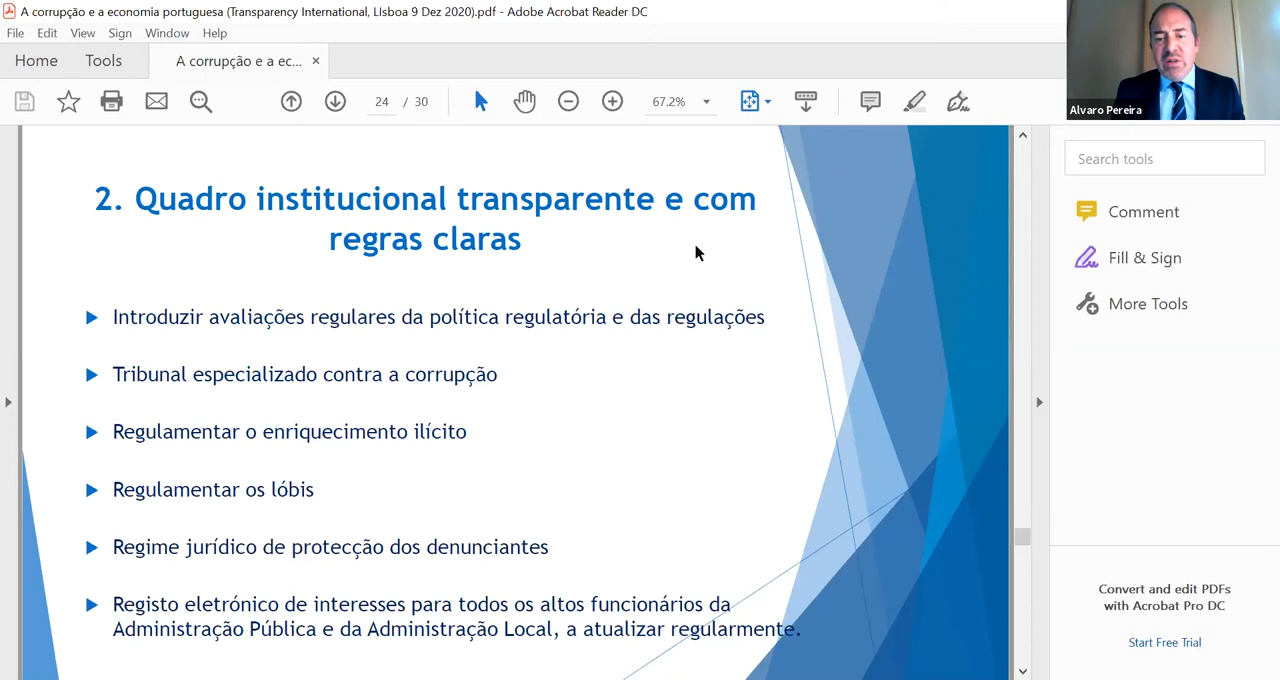 A corrupção e a economia portuguesa (Transparency International, LIsboa 9 Dez 2020).pdf - Adobe Acrobat Reader DC
File Edit View Sign Window Help
Home Tools A corrupção e a ec... ×
24 / 30 67.2%
Alvaro Pereira
Search tools
Comment
Fill & Sign
More Tools
2. Quadro institucional transparente e com
regras claras
Introduzir avaliações regulares da política regulatória e das regulações
Tribunal especializado contra a corrupção
Regulamentar o enriquecimento ilícito
Regulamentar os lóbis
Regime jurídico de protecção dos denunciantes
Registo eletrónico de interesses para todos os altos funcionários da
Administração Pública e da Administração Local, a atualizar regularmente.
Convert and edit PDFs
with Acrobat Pro DC
Start Free Trial